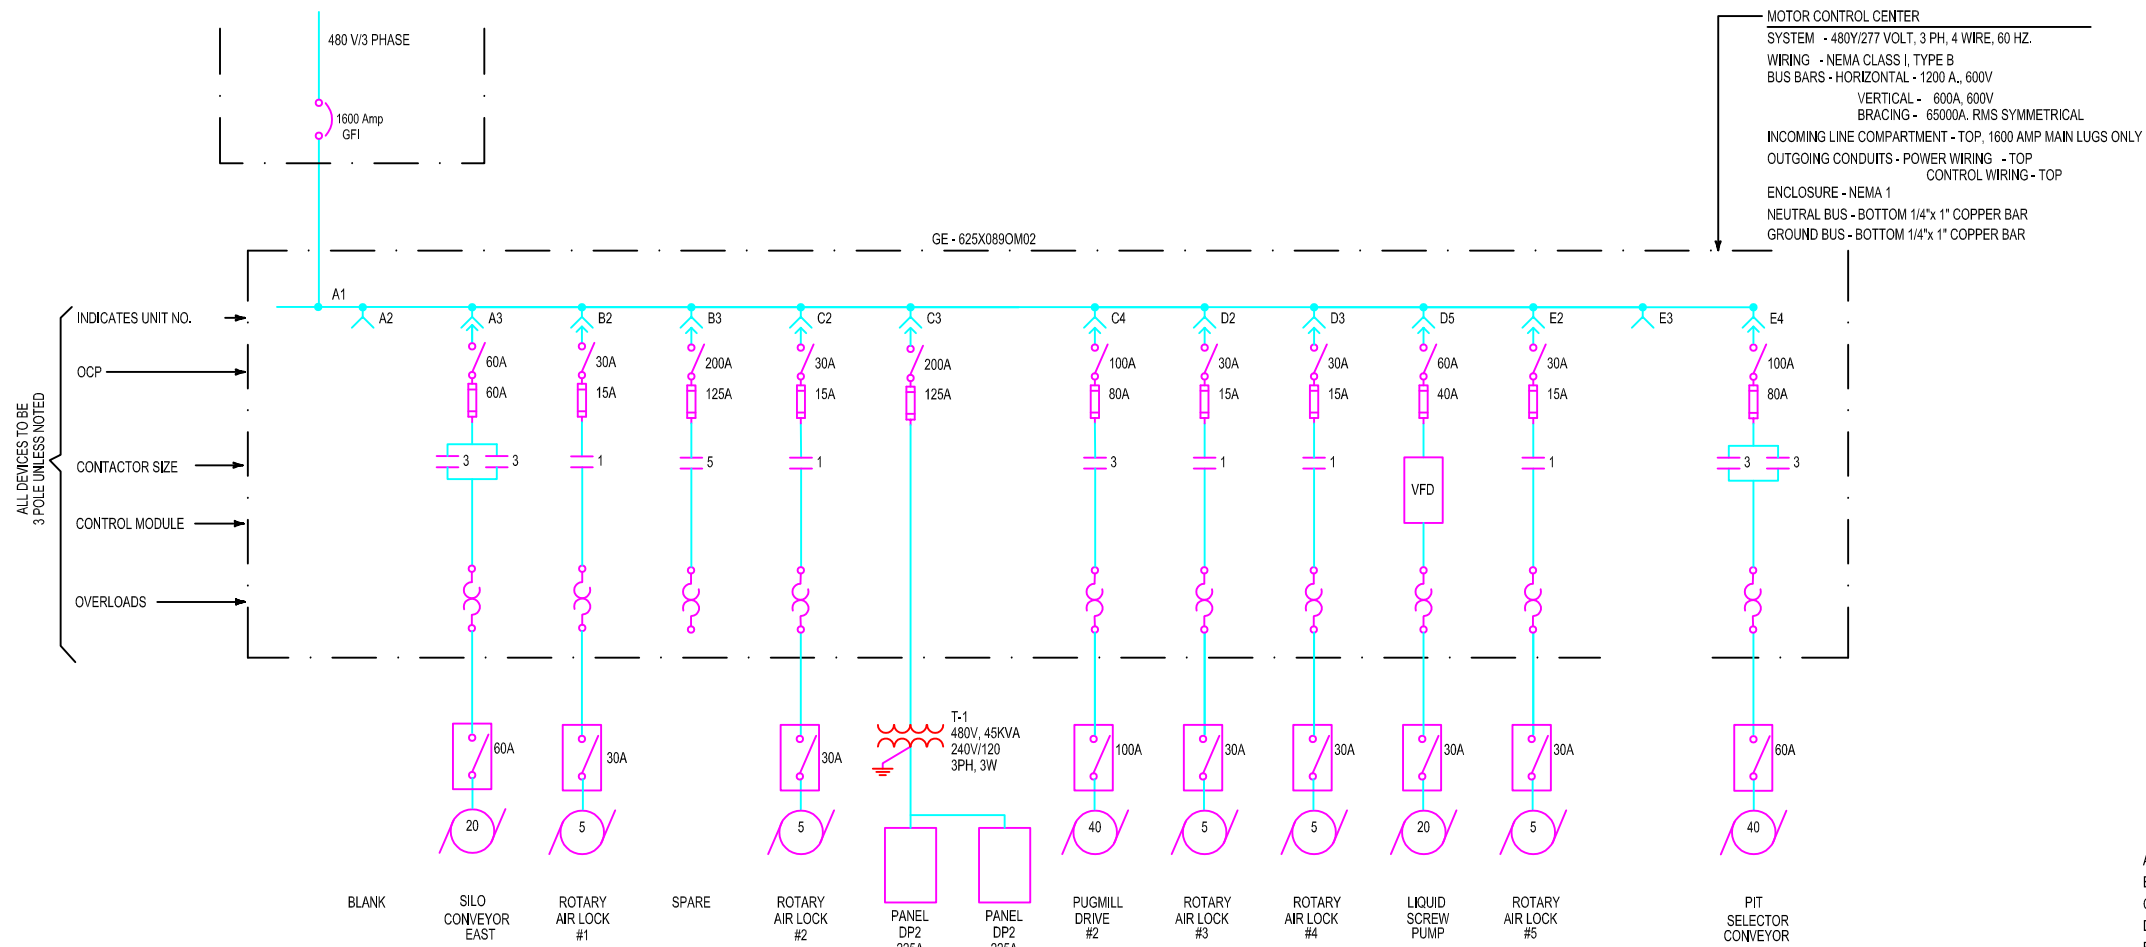 480 V/3 PHASE
1600 Amp
GFI
MOTOR CONTROL CENTER
SYSTEM - 480Y/277 VOLT, 3 PH, 4 WIRE, 60 HZ.
WIRING - NEMA CLASS I, TYPE B
BUS BARS - HORIZONTAL - 1200 A., 600V
VERTICAL - 600A, 600V
BRACING - 65000A. RMS SYMMETRICAL
INCOMING LINE COMPARTMENT - TOP, 1600 AMP MAIN LUGS ONLY
OUTGOING CONDUITS - POWER WIRING - TOP
CONTROL WIRING - TOP
ENCLOSURE - NEMA 1
NEUTRAL BUS - BOTTOM 1/4"x 1" COPPER BAR
GROUND BUS - BOTTOM 1/4"x 1" COPPER BAR
GE - 625X089OM02
ALL DEVICES TO BE
3 POLE UNLESS NOTED
INDICATES UNIT NO.
OCP
CONTACTOR SIZE
CONTROL MODULE
OVERLOADS
A1
A2 A3 B2 B3 C2 C3 C4 D2 D3 D5 E2 E3 E4
60A 30A 200A 30A 200A 100A 30A 30A 60A 30A 100A
60A 15A 125A 15A 125A 80A 15A 15A 40A 15A 80A
3 3 1 5 1 3 1 1 VFD 1 3 3
T-1
480V, 45KVA
240V/120
3PH, 3W
60A 30A 30A 100A 30A 30A 30A 30A 60A
20 5 5 40 5 5 20 5 40
BLANK
SILO
CONVEYOR
EAST
ROTARY
AIR LOCK
#1
SPARE
ROTARY
AIR LOCK
#2
PANEL
DP2
225A
PANEL
DP2
225A
PUGMILL
DRIVE
#2
ROTARY
AIR LOCK
#3
ROTARY
AIR LOCK
#4
LIQUID
SCREW
PUMP
ROTARY
AIR LOCK
#5
PIT
SELECTOR
CONVEYOR